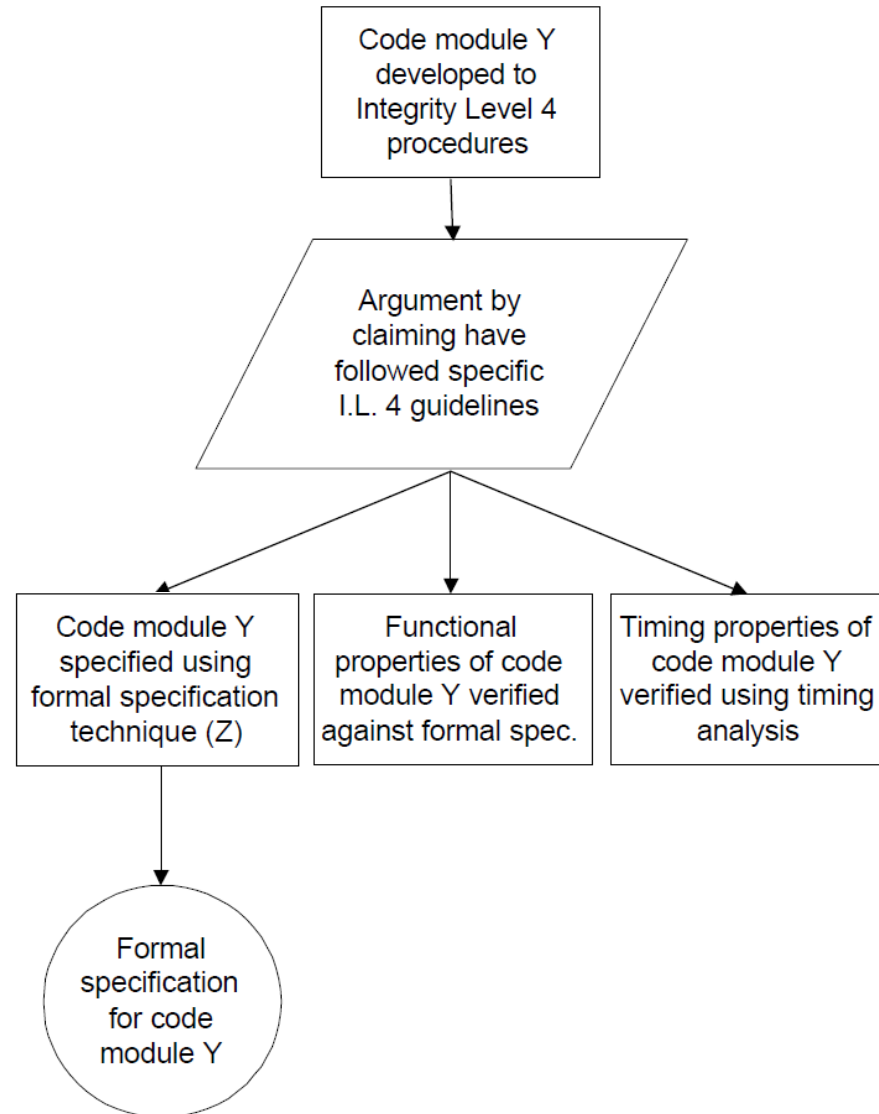 Code module Y
developed to
Integrity Level 4
procedures
Argument by
claiming have
followed specific
I.L. 4 guidelines
Code module Y
specified using
formal specification
technique (Z)
Functional
properties of code
module Y verified
against formal spec.
Timing properties of
code module Y
verified using timing
analysis
Formal
specification
for code
module Y